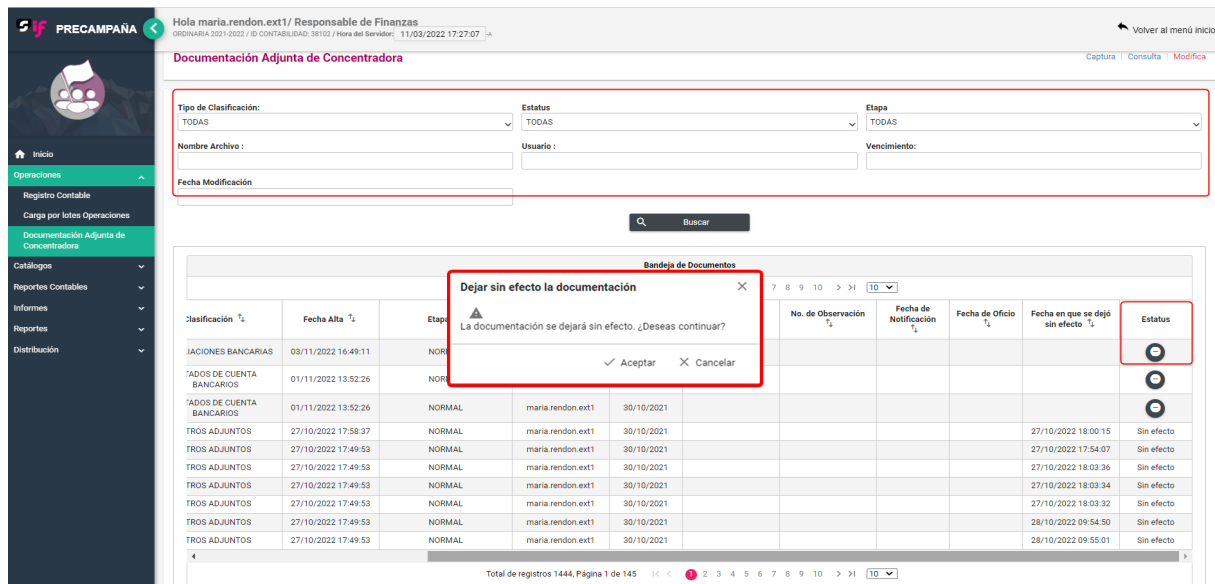 Sif PRECAMPAÑA
Hola maria.rendon.ext1/ Responsable de Finanzas
ORDINARIA 2021-2022 / ID CONTABILIDAD: 38102 / Hora del Servidor: 11/03/2022 17:27:07 -A
Volver al menú inicio
Documentación Adjunta de Concentradora
Captura | Consulta | Modifica
Tipo de Clasificación: Estatus Etapa
TODAS TODAS TODAS
Nombre Archivo : Usuario : Vencimiento:
Fecha Modificación
Buscar
Inicio
Operaciones
Registro Contable
Carga por lotes Operaciones
Documentación Adjunta de
Concentradora
Catálogos
Reportes Contables
Informes
Reportes
Distribución
Bandeja de Documentos
7 8 9 10 10
Clasificación Fecha Alta Etapa No. de Observación Fecha de Notificación Fecha de Oficio Fecha en que se dejó sin efecto Estatus
Dejar sin efecto la documentación
La documentación se dejará sin efecto. ¿Deseas continuar?
Aceptar Cancelar
IACIONES BANCARIAS 03/11/2022 16:49:11 NOR
TADOS DE CUENTA BANCARIOS 01/11/2022 13:52:26 NOR
TADOS DE CUENTA BANCARIOS 01/11/2022 13:52:26 NORMAL maria.rendon.ext1 30/10/2021
TROS ADJUNTOS 27/10/2022 17:58:37 NORMAL maria.rendon.ext1 30/10/2021 27/10/2022 18:00:15 Sin efecto
TROS ADJUNTOS 27/10/2022 17:49:53 NORMAL maria.rendon.ext1 30/10/2021 27/10/2022 17:54:07 Sin efecto
TROS ADJUNTOS 27/10/2022 17:49:53 NORMAL maria.rendon.ext1 30/10/2021 27/10/2022 18:03:36 Sin efecto
TROS ADJUNTOS 27/10/2022 17:49:53 NORMAL maria.rendon.ext1 30/10/2021 27/10/2022 18:03:34 Sin efecto
TROS ADJUNTOS 27/10/2022 17:49:53 NORMAL maria.rendon.ext1 30/10/2021 27/10/2022 18:03:32 Sin efecto
TROS ADJUNTOS 27/10/2022 17:49:53 NORMAL maria.rendon.ext1 30/10/2021 28/10/2022 09:54:50 Sin efecto
TROS ADJUNTOS 27/10/2022 17:49:53 NORMAL maria.rendon.ext1 30/10/2021 28/10/2022 09:55:01 Sin efecto
Total de registros 1444, Página 1 de 145 1 2 3 4 5 6 7 8 9 10 10